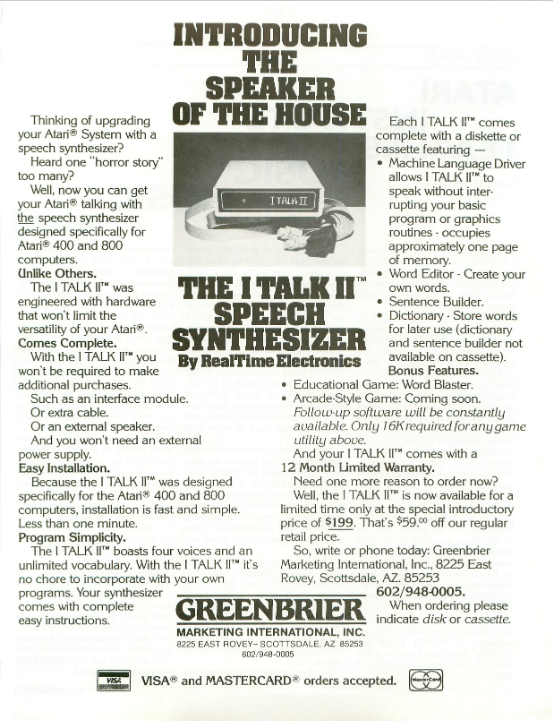 INTRODUCING
THE
SPEAKER
OF THE HOUSE
Thinking of upgrading
your Atari® System with a
speech synthesizer?
Heard one "horror story"
too many?
Well, now you can get
your Atari® talking with
the speech synthesizer
designed specifically for
Atari® 400 and 800
computers.
Unlike Others.
The I TALK II™ was
engineered with hardware
that won't limit the
versatility of your Atari®.
Comes Complete.
With the I TALK II™ you
won't be required to make
additional purchases.
Such as an interface module.
Or extra cable.
Or an external speaker.
And you won't need an external
power supply.
Easy Installation.
Because the I TALK II™ was designed
specifically for the Atari® 400 and 800
computers, installation is fast and simple.
Less than one minute.
Program Simplicity.
The I TALK II™ boasts four voices and an
unlimited vocabulary. With the I TALK II™ it's
no chore to incorporate with your own
programs. Your synthesizer
comes with complete
easy instructions.
I TALK II
THE I TALK II™
SPEECH
SYNTHESIZER
By RealTime Electronics
Each I TALK II™ comes
complete with a diskette or
cassette featuring —
• Machine Language Driver
allows I TALK II™ to
speak without inter-
rupting your basic
program or graphics
routines - occupies
approximately one page
of memory.
• Word Editor - Create your
own words.
• Sentence Builder.
• Dictionary - Store words
for later use (dictionary
and sentence builder not
available on cassette).
Bonus Features.
• Educational Game: Word Blaster.
• Arcade-Style Game: Coming soon.
Follow-up software will be constantly
available. Only 16K required for any game
utility above.
And your I TALK II™ comes with a
12 Month Limited Warranty.
Need one more reason to order now?
Well, the I TALK II™ is now available for a
limited time only at the special introductory
price of $199. That's $59.00 off our regular
retail price.
So, write or phone today: Greenbrier
Marketing International, Inc., 8225 East
Rovey, Scottsdale, AZ. 85253
602/948-0005.
When ordering please
indicate disk or cassette.
GREENBRIER
MARKETING INTERNATIONAL, INC.
8225 EAST ROVEY– SCOTTSDALE, AZ 85253
602/948-0005
VISA
VISA® and MASTERCARD® orders accepted.
MasterCard